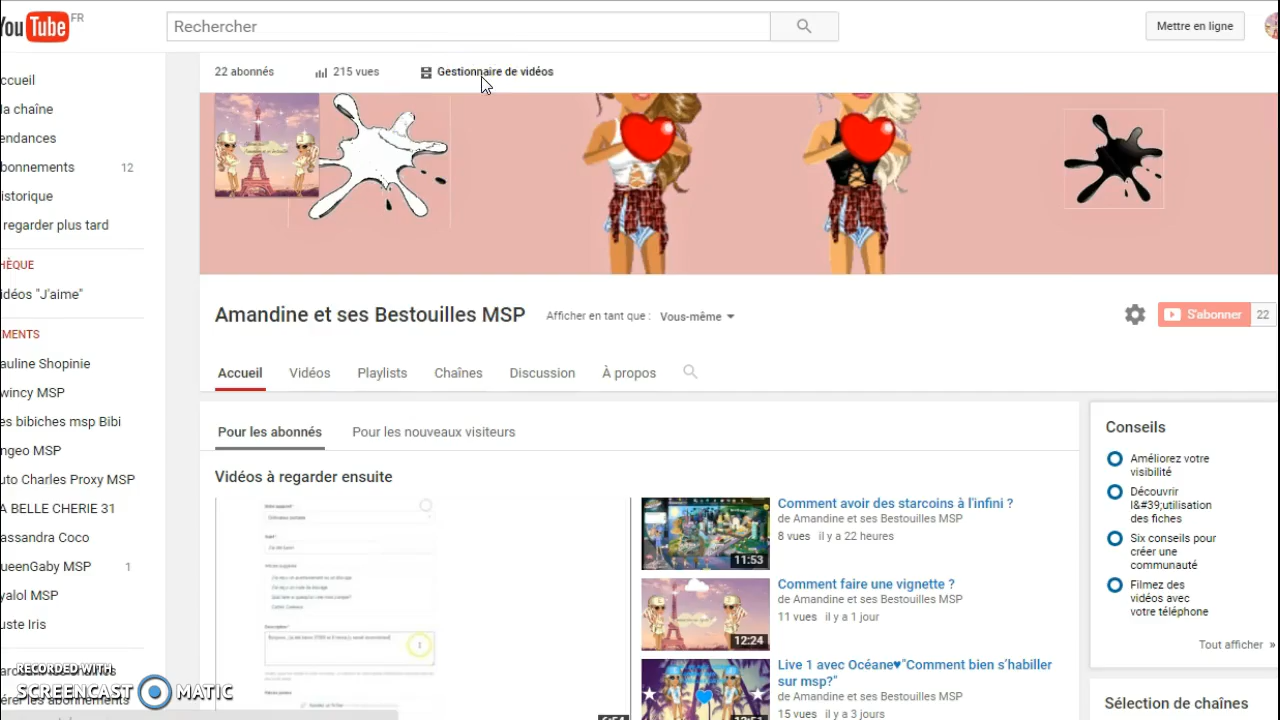 You Tube FR
Rechercher
Mettre en ligne
22 abonnés
215 vues
Gestionnaire de vidéos
ccueil
la chaîne
endances
bonnements 12
istorique
regarder plus tard
HÈQUE
idéos "J'aime"
MENTS
auline Shopinie
wincy MSP
es bibiches msp Bibi
ngeo MSP
uto Charles Proxy MSP
A BELLE CHERIE 31
assandra Coco
ueenGaby MSP 1
yalol MSP
uste Iris
Amandine et ses Bestouilles MSP
Afficher en tant que : Vous-même
S'abonner 22
Accueil Vidéos Playlists Chaînes Discussion À propos
Pour les abonnés Pour les nouveaux visiteurs
Vidéos à regarder ensuite
Comment avoir des starcoins à l'infini ?
de Amandine et ses Bestouilles MSP
8 vues il y a 22 heures
11:53
Comment faire une vignette ?
de Amandine et ses Bestouilles MSP
11 vues il y a 1 jour
12:24
Live 1 avec Océane♥"Comment bien s'habiller
sur msp?"
de Amandine et ses Bestouilles MSP
15 vues il y a 3 jours
Conseils
Améliorez votre
visibilité
Découvrir
l&#39;utilisation
des fiches
Six conseils pour
créer une
communauté
Filmer une
vidéo avec
votre téléphone
Tout afficher »
Sélection de chaînes
RECORDED WITH
SCREENCAST MATIC